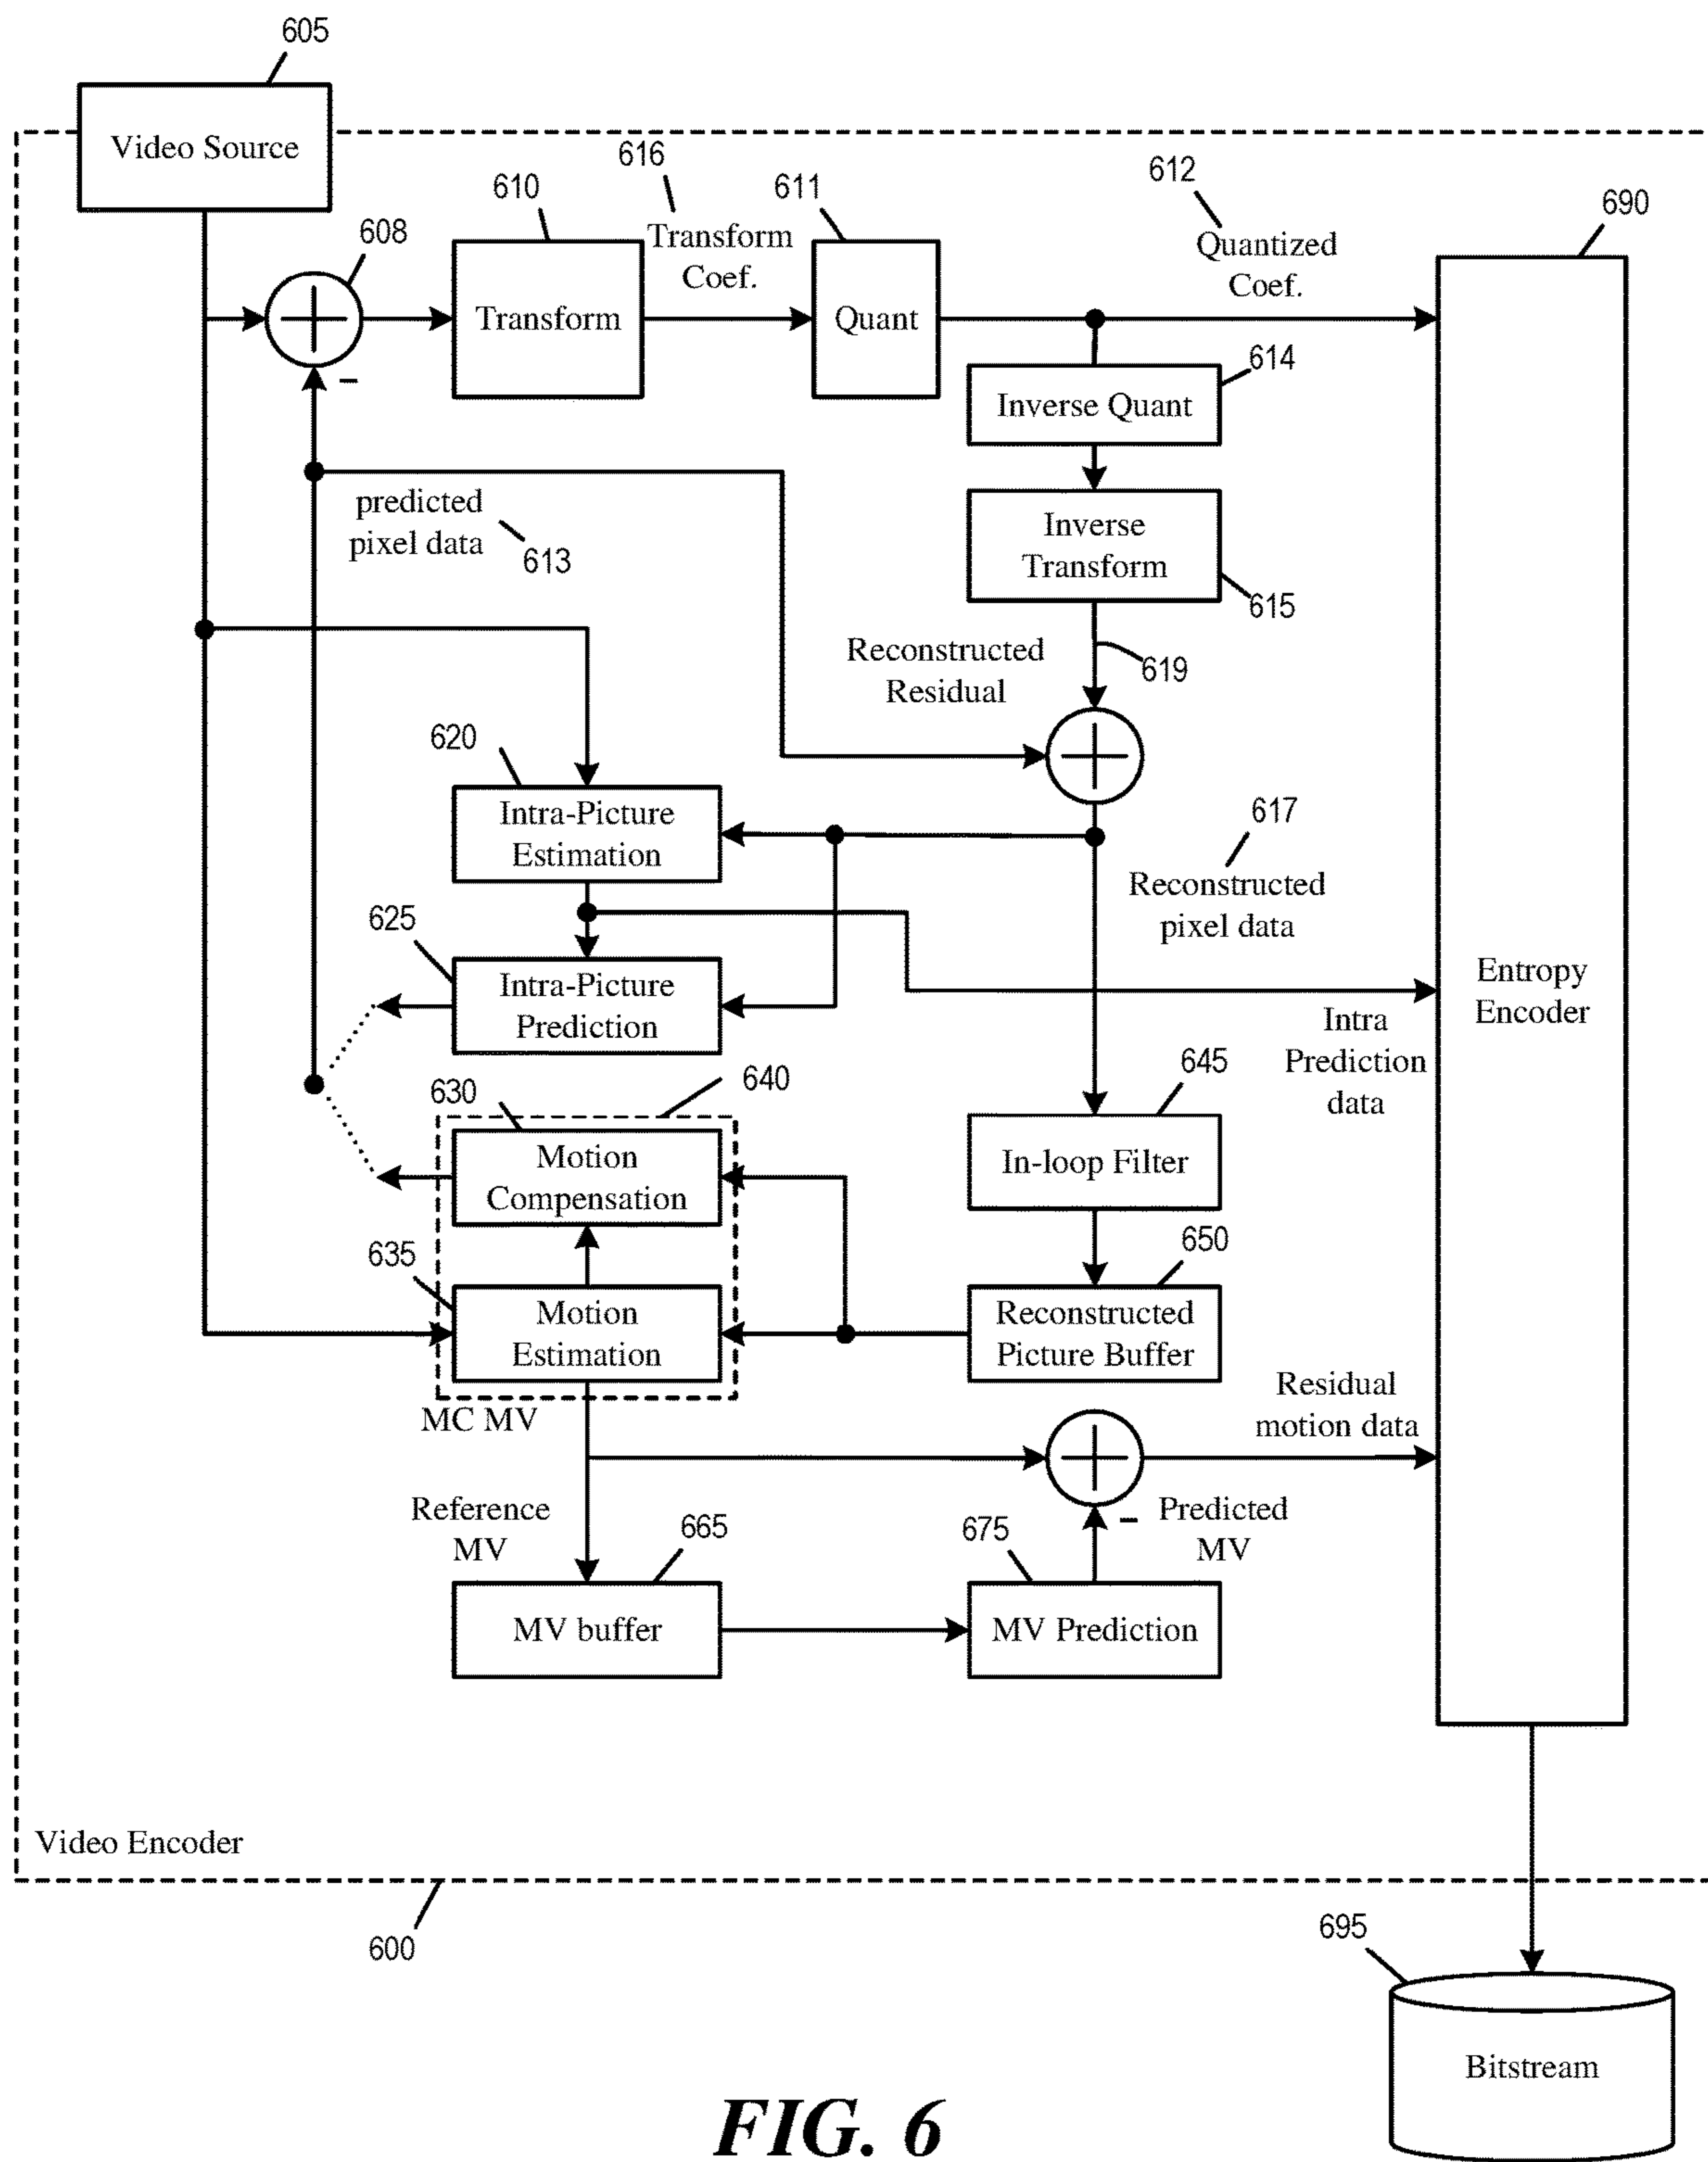 605
Video Source
616
610
611
612
690
608
Transform
Coef.
Quantized
Coef.
Transform
Quant
614
-
Inverse Quant
predicted
pixel data
613
Inverse
Transform
615
Reconstructed
Residual
619
620
Intra-Picture
Estimation
617
Reconstructed
pixel data
625
Intra-Picture
Prediction
Entropy
Encoder
Intra
Prediction
data
640
630
645
Motion
Compensation
In-loop Filter
635
650
Motion
Estimation
Reconstructed
Picture Buffer
MC MV
Residual
motion data
Reference
MV
665
675
-
Predicted
MV
MV buffer
MV Prediction
Video Encoder
600
695
Bitstream
FIG. 6